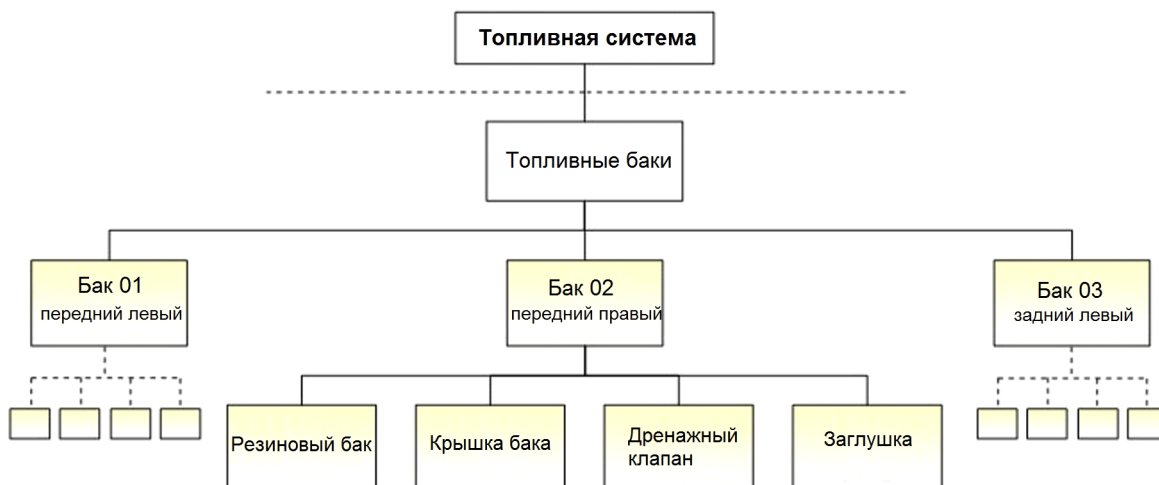 Топливная система
Топливные баки
Бак 01
передний левый
Бак 02
передний правый
Бак 03
задний левый
Резиновый бак
Крышка бака
Дренажный
клапан
Заглушка